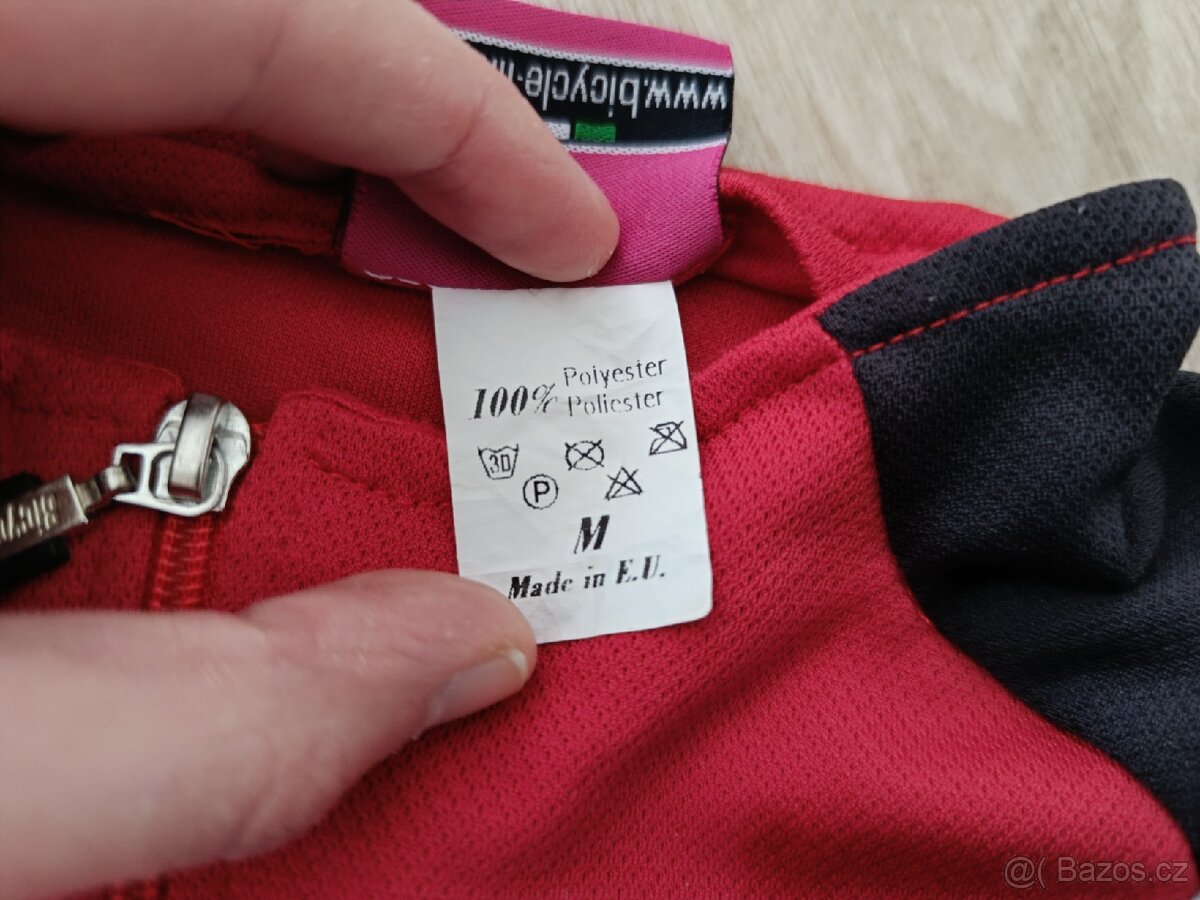 www.bicycle-
100% Polyester
Poliester
30
P
M
Made in E.U.
@( Bazos.cz